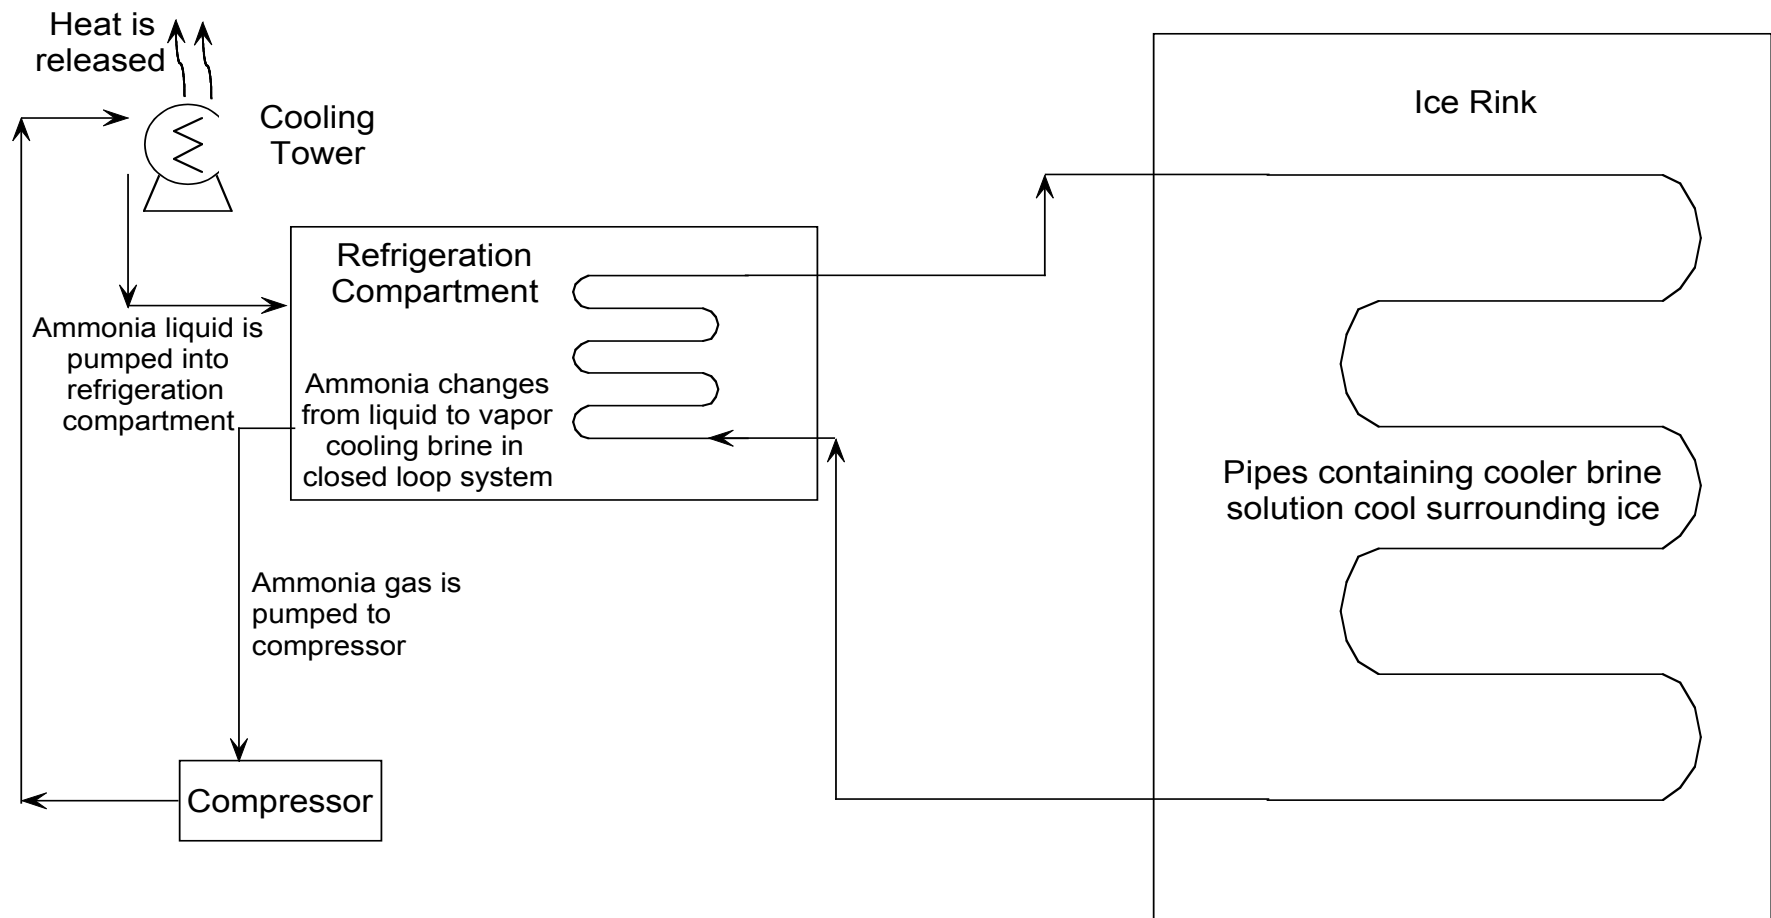 Heat is
released
Cooling
Tower
Ice Rink
Refrigeration
Compartment
Ammonia liquid is
pumped into
refrigeration
compartment
Ammonia changes
from liquid to vapor
cooling brine in
closed loop system
Pipes containing cooler brine
solution cool surrounding ice
Ammonia gas is
pumped to
compressor
Compressor